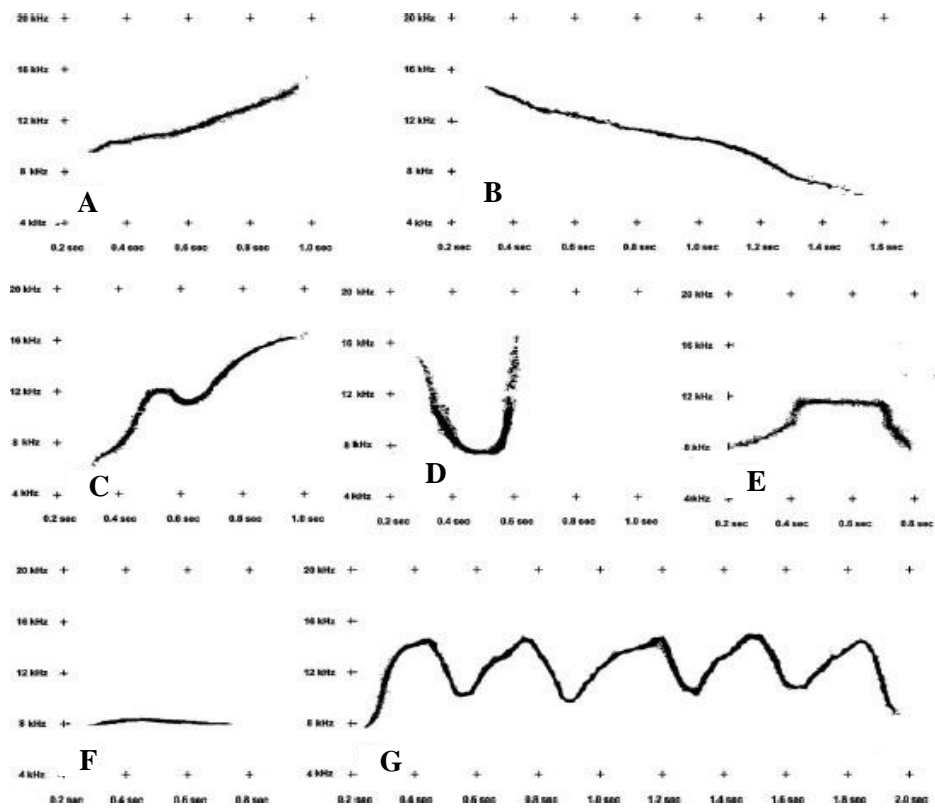 20 kHz 20 kHz
16 kHz 16 kHz
12 kHz 12 kHz
8 kHz 8 kHz
A B
4 kHz 4 kHz
0.2 sec 0.4 sec 0.6 sec 0.8 sec 1.0 sec 0.2 sec 0.4 sec 0.6 sec 0.8 sec 1.0 sec 1.2 sec 1.4 sec 1.6 sec
20 kHz 20 kHz 20 kHz
16 kHz 16 kHz 16 kHz
12 kHz 12 kHz 12 kHz
8 kHz 8 kHz 8 kHz
C D E
4 kHz 4 kHz 4 kHz
0.2 sec 0.4 sec 0.6 sec 0.8 sec 1.0 sec 0.2 sec 0.4 sec 0.6 sec 0.8 sec 1.0 sec 0.2 sec 0.4 sec 0.6 sec 0.8 sec
20 kHz 20 kHz
16 kHz 16 kHz
12 kHz 12 kHz
8 kHz 8 kHz
F G
4 kHz 4 kHz
0.2 sec 0.4 sec 0.6 sec 0.8 sec 0.2 sec 0.4 sec 0.6 sec 0.8 sec 1.0 sec 1.2 sec 1.4 sec 1.6 sec 1.8 sec 2.0 sec